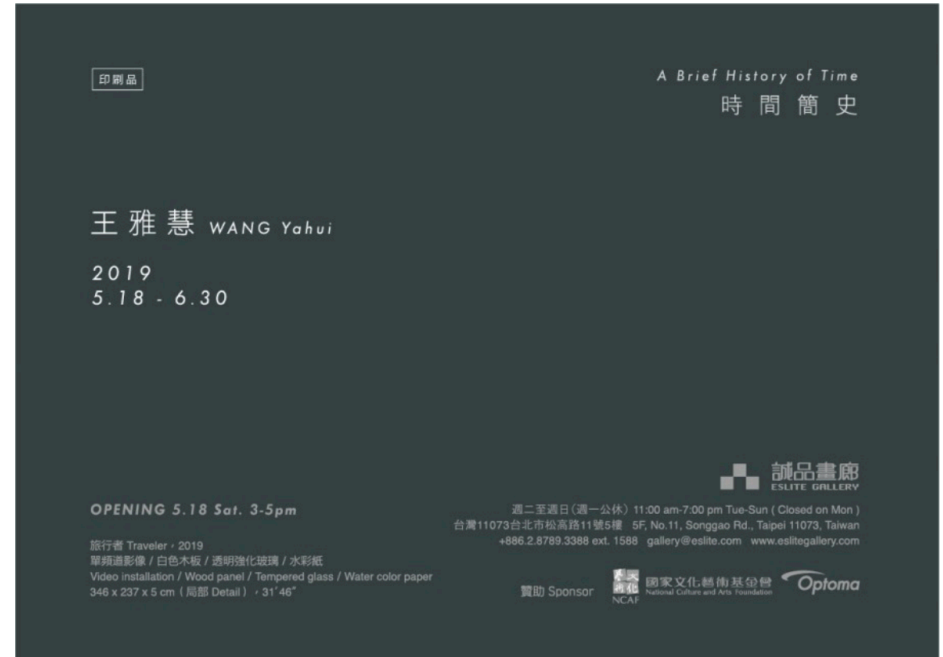 印刷品
A Brief History of Time
時間簡史
王雅慧 WANG Yahui
2019
5.18 - 6.30
誠品畫廊
ESLITE GALLERY
OPENING 5.18 Sat. 3-5pm
週二至週日（週一公休）11:00 am-7:00 pm Tue-Sun ( Closed on Mon )
台灣11073台北市松高路11號5樓 5F, No.11, Songgao Rd., Taipei 11073, Taiwan
+886.2.8789.3388 ext. 1588 gallery@eslite.com www.eslitegallery.com
旅行者 Traveler，2019
單頻道影像 / 白色木板 / 透明強化玻璃 / 水彩紙
Video installation / Wood panel / Tempered glass / Water color paper
346 x 237 x 5 cm（局部 Detail），31'46"
贊助 Sponsor
NCAF
國家文化藝術基金會
National Culture and Arts Foundation
Optoma